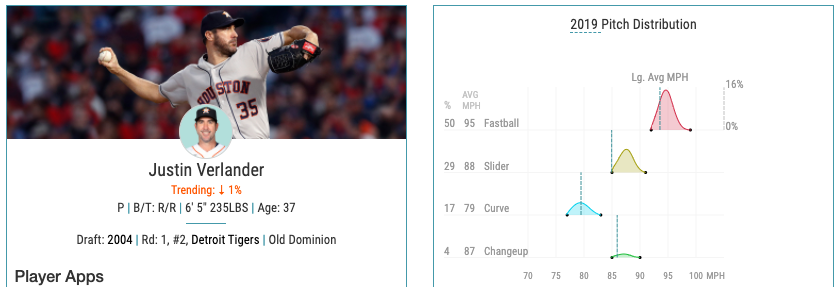 HOUSTON
35
Justin Verlander
Trending: ↓ 1%
P | B/T: R/R | 6' 5" 235LBS | Age: 37
Draft: 2004 | Rd: 1, #2, Detroit Tigers | Old Dominion
Player Apps
2019 Pitch Distribution
Lg. Avg MPH
16%
0%
% AVG MPH
50 95 Fastball
29 88 Slider
17 79 Curve
4 87 Changeup
70 75 80 85 90 95 100 MPH